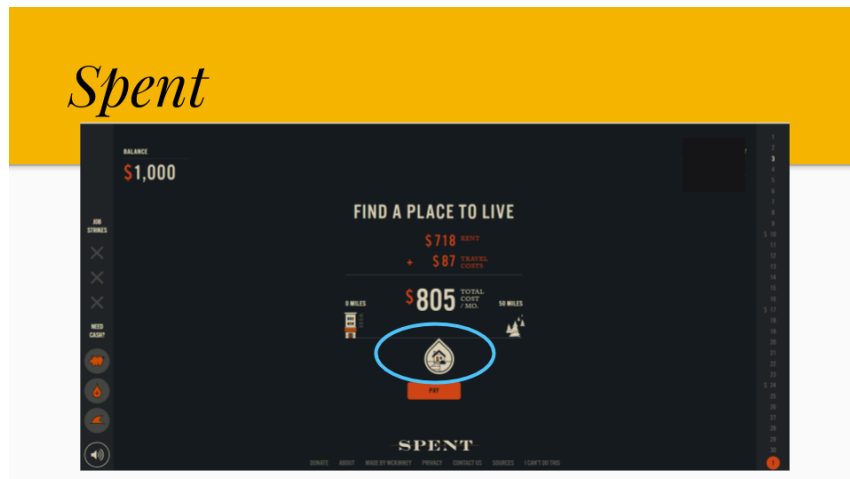 Spent
BALANCE
$1,000
FIND A PLACE TO LIVE
$718 RENT
+ $87 TRAVEL COSTS
$805 TOTAL COST / MO.
0 MILES
50 MILES
PAY
JOB STRIKES
NEED CASH?
SPENT
DONATE ABOUT MADE BY MCKINNEY PRIVACY CONTACT US SOURCES I CAN'T DO THIS
1
2
3
4
5
6
7
8
9
$ 10
11
12
13
14
15
16
$ 17
18
19
20
21
22
23
$ 24
25
26
27
28
29
30